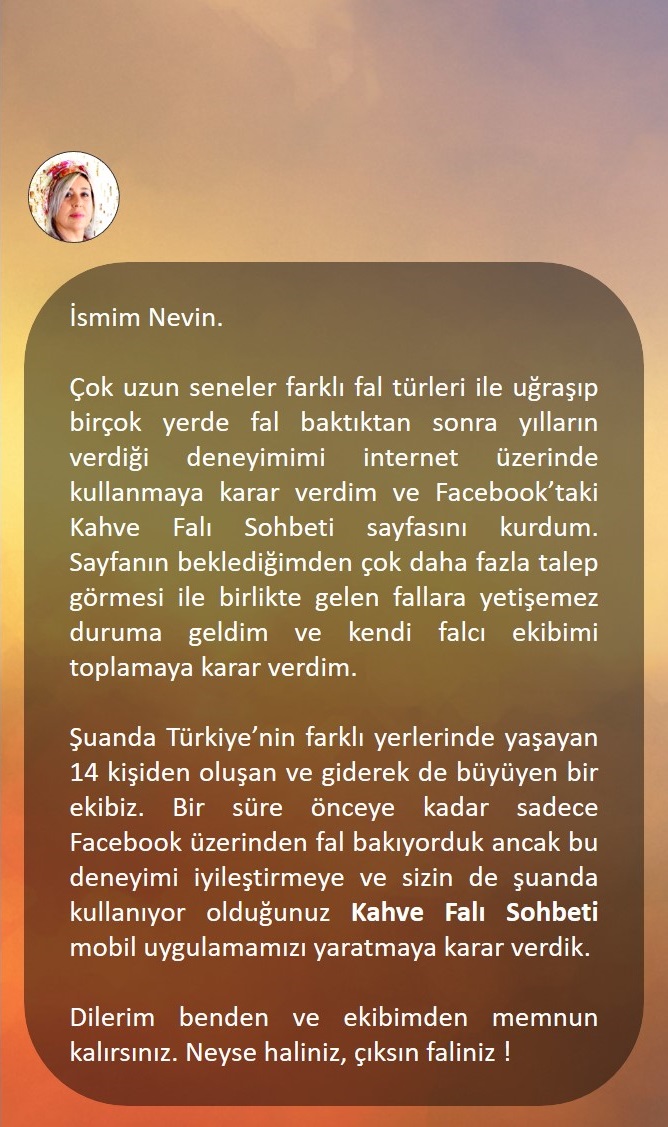 İsmim Nevin.
Çok uzun seneler farklı fal türleri ile uğraşıp
birçok yerde fal baktıktan sonra yılların
verdiği deneyimimi internet üzerinde
kullanmaya karar verdim ve Facebook’taki
Kahve Falı Sohbeti sayfasını kurdum.
Sayfanın beklediğimden çok daha fazla talep
görmesi ile birlikte gelen fallara yetişemez
duruma geldim ve kendi falcı ekibimi
toplamaya karar verdim.
Şuanda Türkiye’nin farklı yerlerinde yaşayan
14 kişiden oluşan ve giderek de büyüyen bir
ekibiz. Bir süre önceye kadar sadece
Facebook üzerinden fal bakıyorduk ancak bu
deneyimi iyileştirmeye ve sizin de şuanda
kullanıyor olduğunuz Kahve Falı Sohbeti
mobil uygulamamızı yaratmaya karar verdik.
Dilerim benden ve ekibimden memnun
kalırsınız. Neyse haliniz, çıksın faliniz !